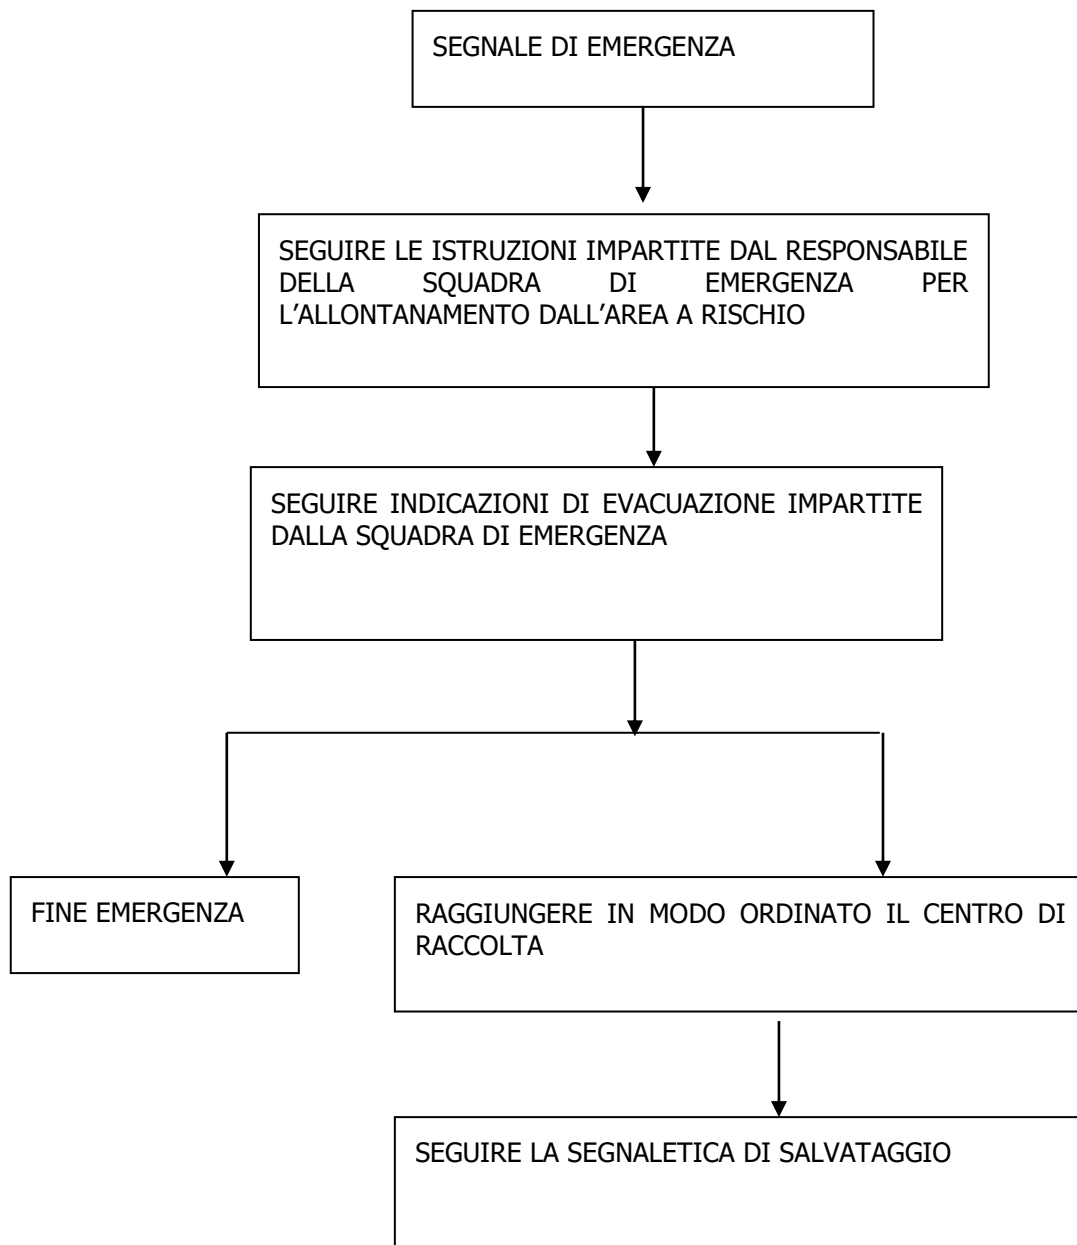 SEGNALE DI EMERGENZA
SEGUIRE LE ISTRUZIONI IMPARTITE DAL RESPONSABILE
DELLA SQUADRA DI EMERGENZA PER
L’ALLONTANAMENTO DALL’AREA A RISCHIO
SEGUIRE INDICAZIONI DI EVACUAZIONE IMPARTITE
DALLA SQUADRA DI EMERGENZA
FINE EMERGENZA
RAGGIUNGERE IN MODO ORDINATO IL CENTRO DI
RACCOLTA
SEGUIRE LA SEGNALETICA DI SALVATAGGIO